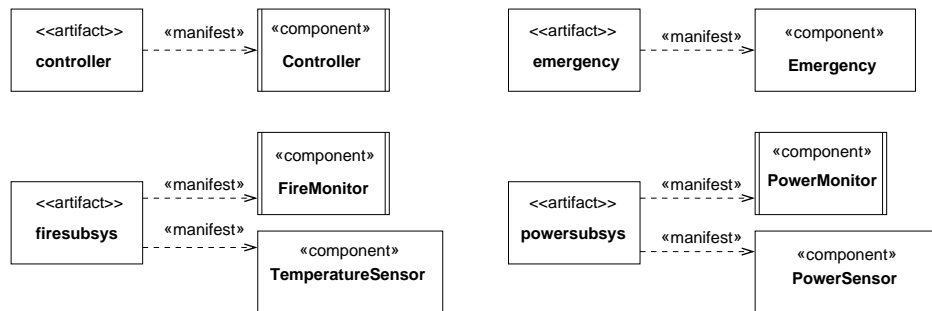 <<artifact>>
controller
«manifest»
«component»
Controller
<<artifact>>
emergency
«manifest»
«component»
Emergency
<<artifact>>
firesubsys
«manifest»
«component»
FireMonitor
«manifest»
«component»
TemperatureSensor
<<artifact>>
powersubsys
«manifest»
«component»
PowerMonitor
«manifest»
«component»
PowerSensor